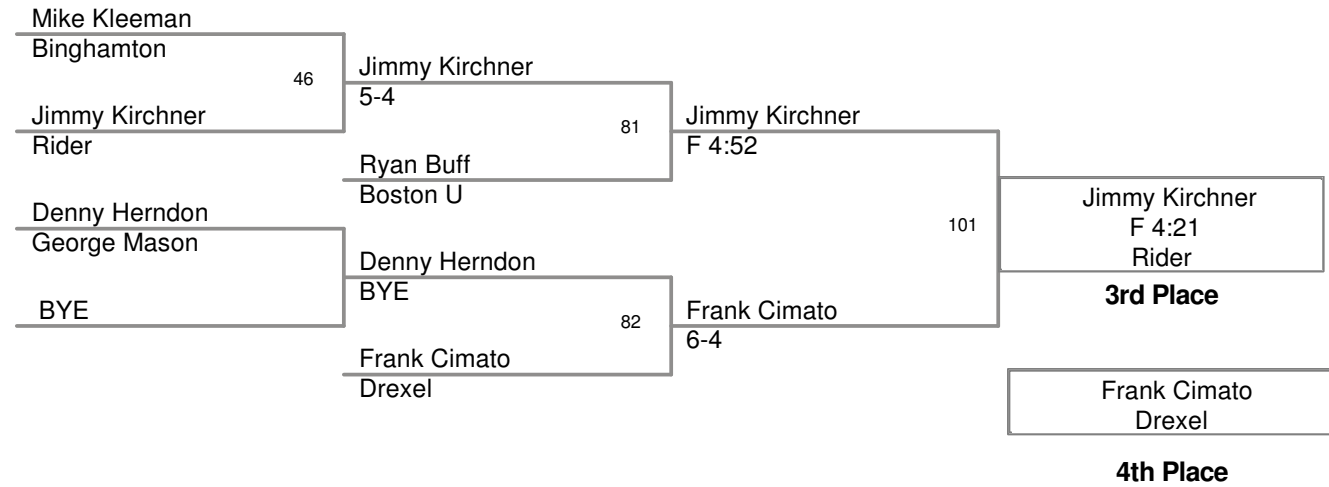 Mike Kleeman
Binghamton
46
Jimmy Kirchner
5-4
Jimmy Kirchner
Rider
81
Jimmy Kirchner
F 4:52
Ryan Buff
Boston U
Denny Herndon
George Mason
101
Jimmy Kirchner
F 4:21
Rider
3rd Place
Denny Herndon
BYE
BYE
82
Frank Cimato
6-4
Frank Cimato
Drexel
Frank Cimato
Drexel
4th Place